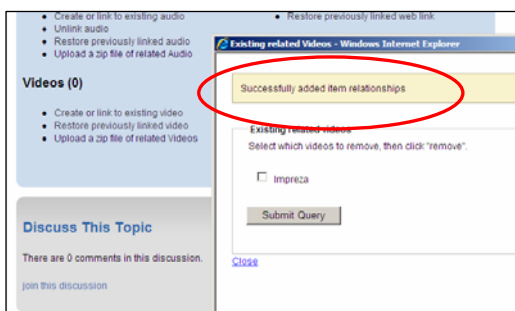 Create or link to existing audio
Unlink audio
Restore previously linked audio
Upload a zip file of related Audio
Restore previously linked web link
Videos (0)
Create or link to existing video
Restore previously linked video
Upload a zip file of related Videos
Discuss This Topic
There are 0 comments in this discussion.
join this discussion
Existing related Videos - Windows Internet Explorer
Successfully added item relationships
Existing related videos
Select which videos to remove, then click "remove".
Impreza
Submit Query
Close